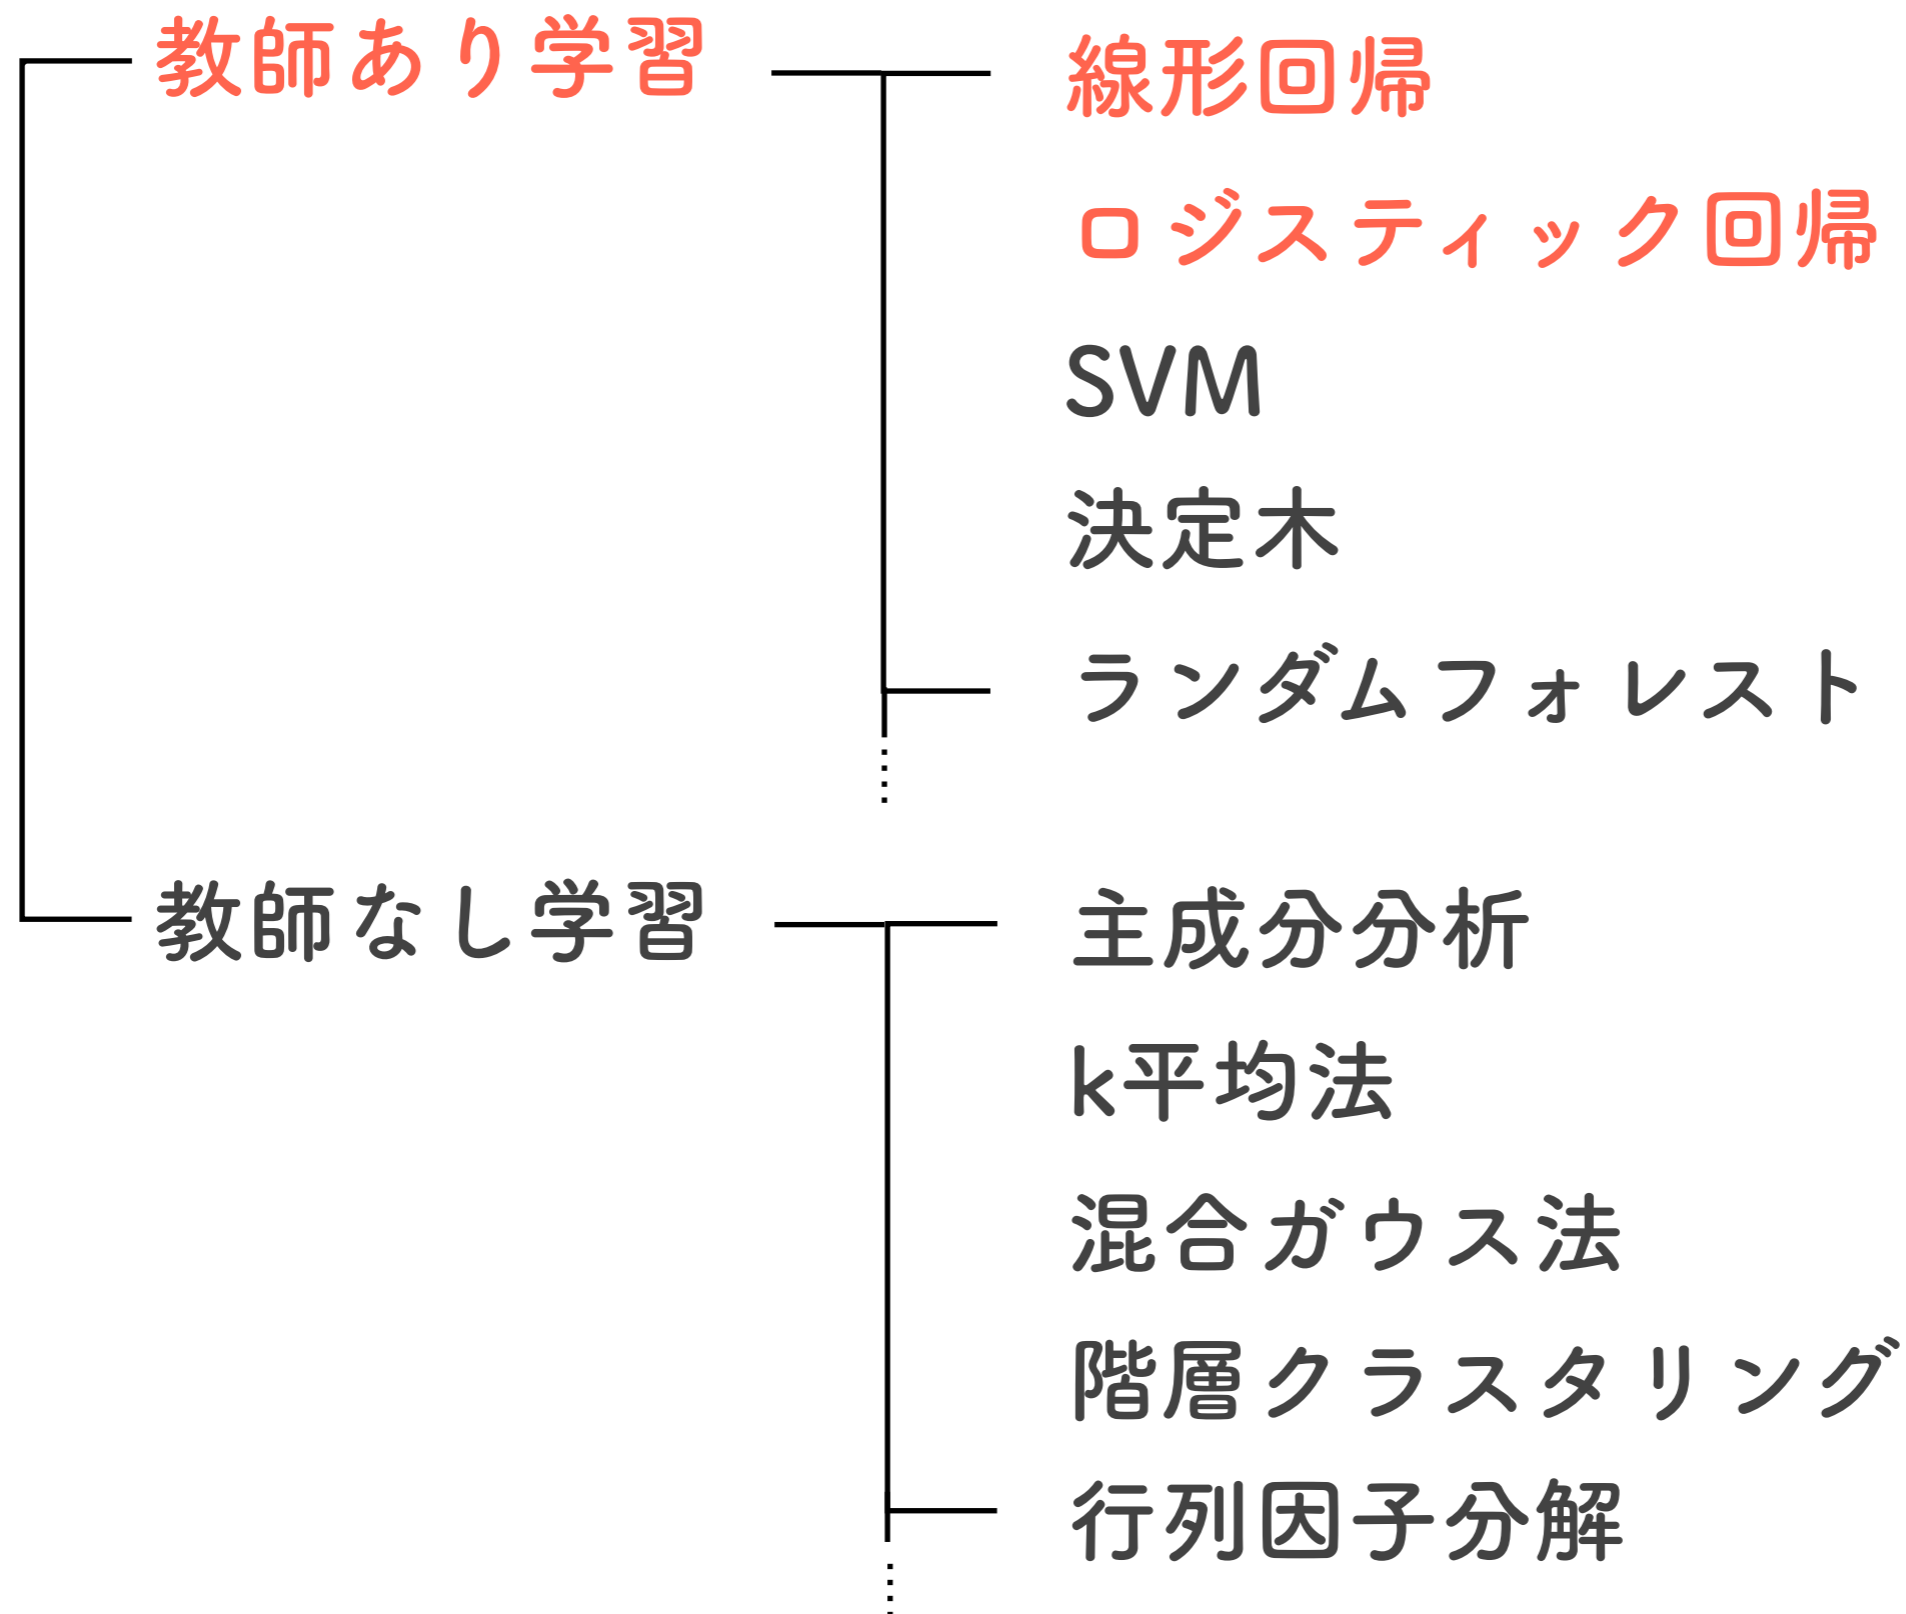 教師あり学習
線形回帰
ロジスティック回帰
SVM
決定木
ランダムフォレスト
教師なし学習
主成分分析
k平均法
混合ガウス法
階層クラスタリング
行列因子分解